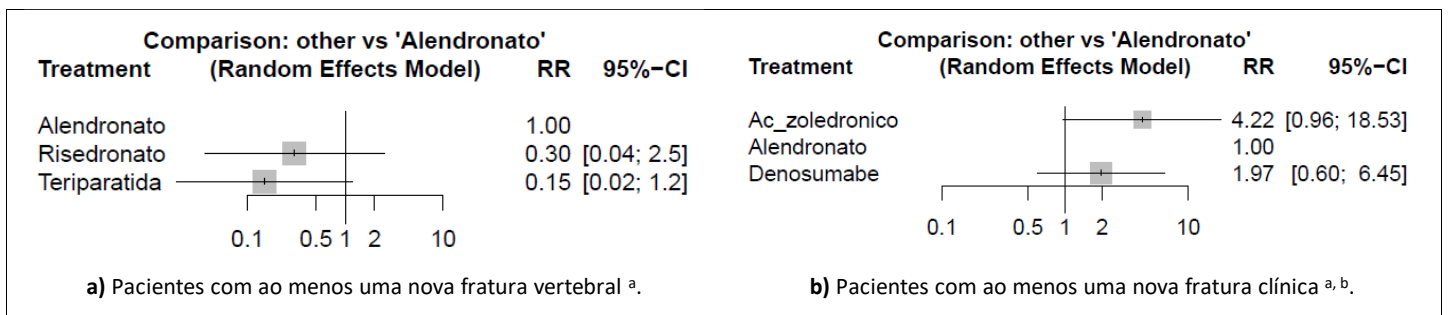 Comparison: other vs 'Alendronato'
Treatment (Random Effects Model) RR 95%−CI
Alendronato 1.00
Risedronato 0.30 [0.04; 2.5]
Teriparatida 0.15 [0.02; 1.2]
0.1 0.5 1 2 10
a) Pacientes com ao menos uma nova fratura vertebral ª.
Comparison: other vs 'Alendronato'
Treatment (Random Effects Model) RR 95%−CI
Ac_zoledronico 4.22 [0.96; 18.53]
Alendronato 1.00
Denosumabe 1.97 [0.60; 6.45]
0.1 0.5 1 2 10
b) Pacientes com ao menos uma nova fratura clínica ª, ᵇ.